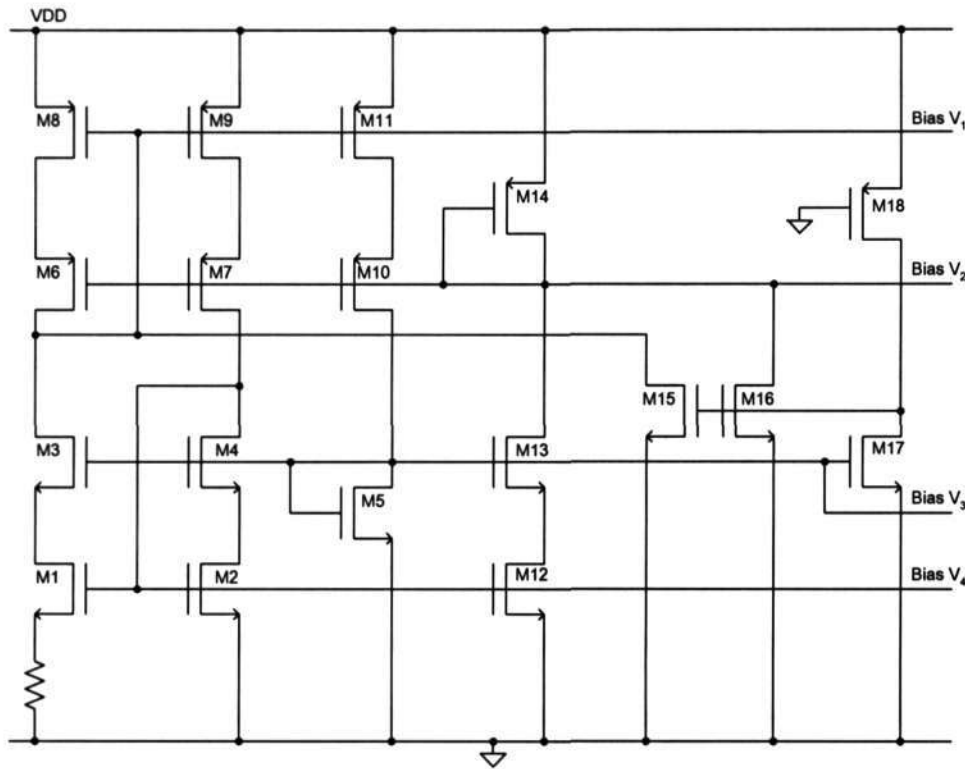 VDD
M8 M9 M11 Bias V1
M14 M18
M6 M7 M10 Bias V2
M15 M16
M3 M4 M13 M17
M5 Bias V3
M1 M2 M12 Bias V4